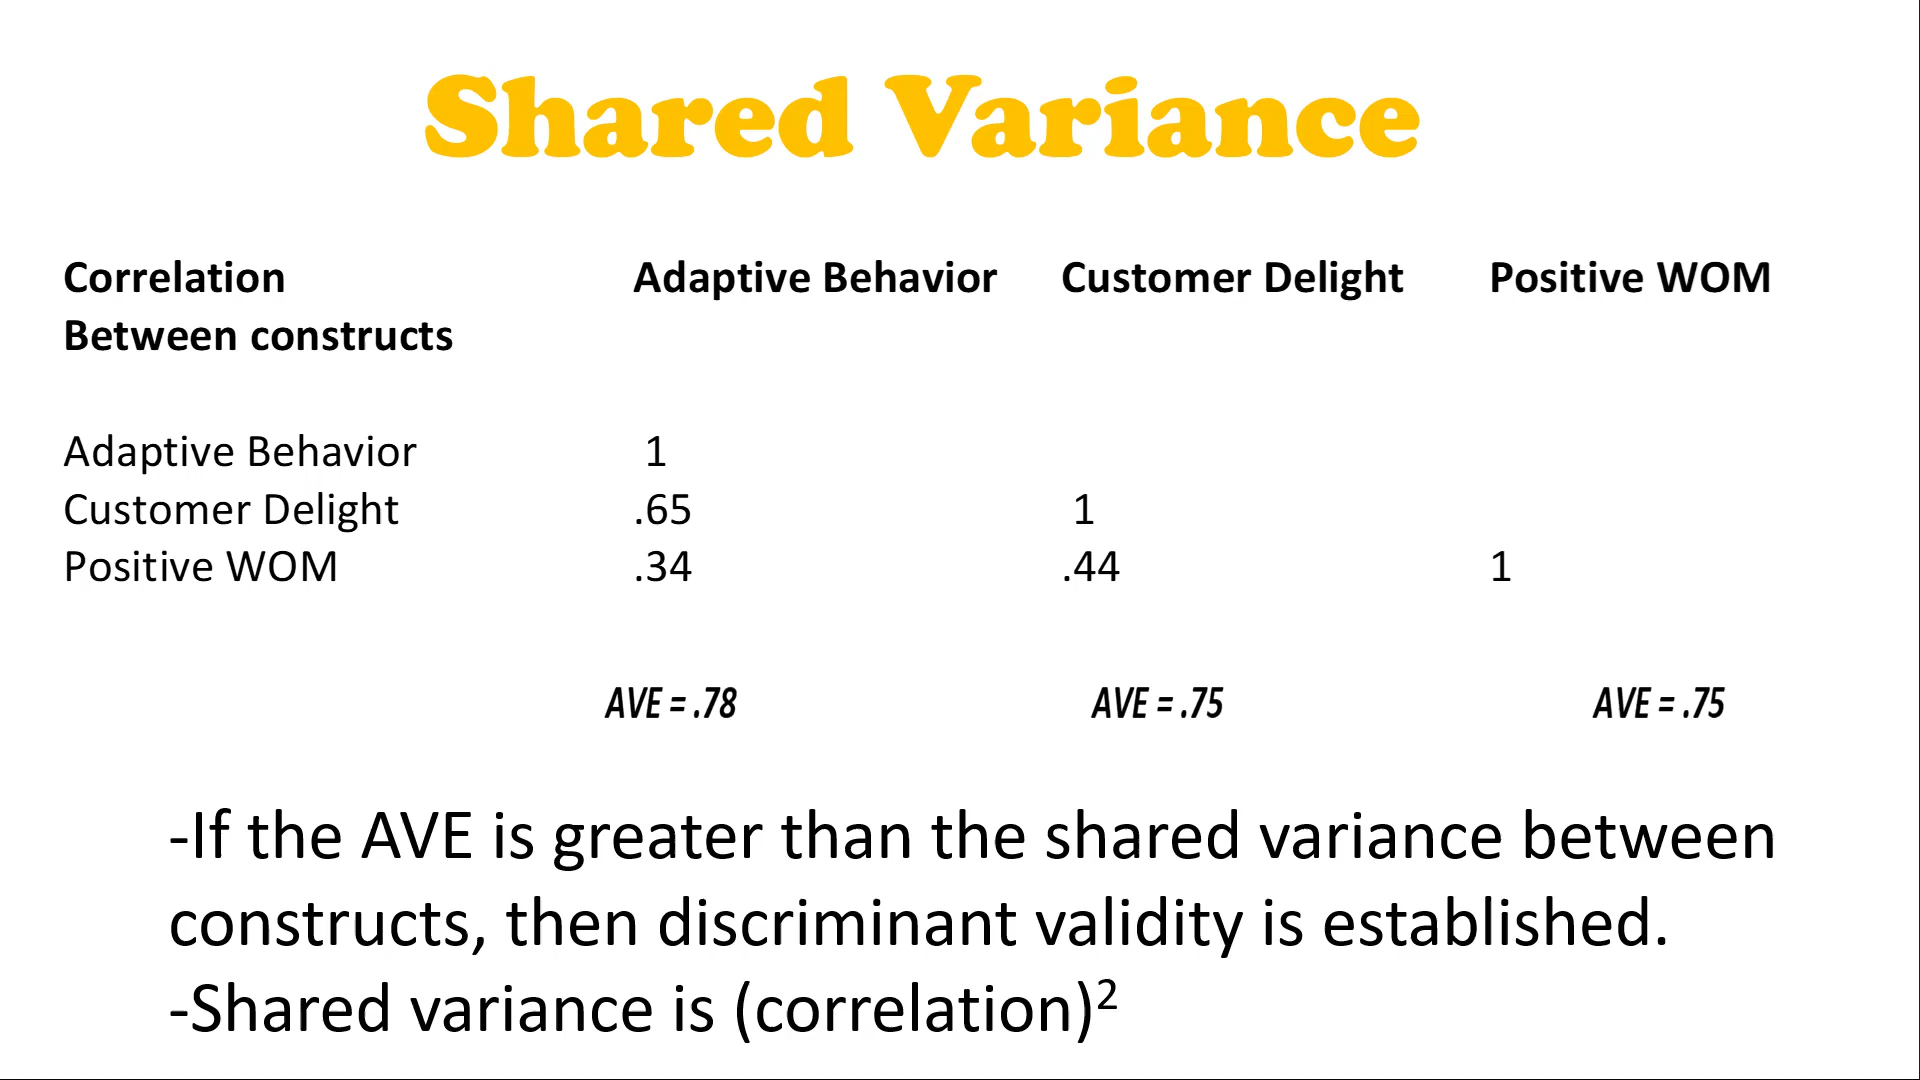 Shared Variance
Correlation Adaptive Behavior Customer Delight Positive WOM
Between constructs
Adaptive Behavior 1
Customer Delight .65 1
Positive WOM .34 .44 1
AVE = .78 AVE = .75 AVE = .75
-If the AVE is greater than the shared variance between
constructs, then discriminant validity is established.
-Shared variance is (correlation)²